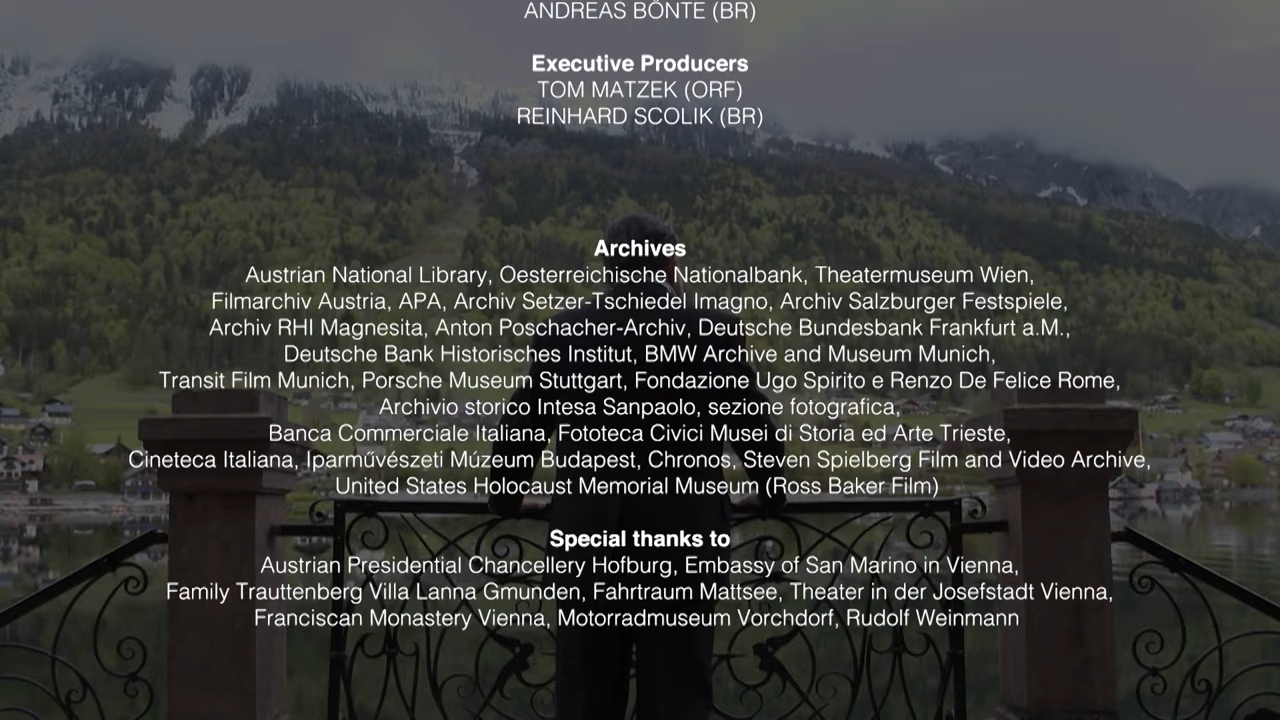 ANDREAS BÖNTE (BR)
Executive Producers
TOM MATZEK (ORF)
REINHARD SCOLIK (BR)
Archives
Austrian National Library, Oesterreichische Nationalbank, Theatermuseum Wien,
Filmarchiv Austria, APA, Archiv Setzer-Tschiedel Imagno, Archiv Salzburger Festspiele,
Archiv RHI Magnesita, Anton Poschacher-Archiv, Deutsche Bundesbank Frankfurt a.M.,
Deutsche Bank Historisches Institut, BMW Archive and Museum Munich,
Transit Film Munich, Porsche Museum Stuttgart, Fondazione Ugo Spirito e Renzo De Felice Rome,
Archivio storico Intesa Sanpaolo, sezione fotografica,
Banca Commerciale Italiana, Fototeca Civici Musei di Storia ed Arte Trieste,
Cineteca Italiana, Iparművészeti Múzeum Budapest, Chronos, Steven Spielberg Film and Video Archive,
United States Holocaust Memorial Museum (Ross Baker Film)
Special thanks to
Austrian Presidential Chancellery Hofburg, Embassy of San Marino in Vienna,
Family Trauttenberg Villa Lanna Gmunden, Fahrtraum Mattsee, Theater in der Josefstadt Vienna,
Franciscan Monastery Vienna, Motorradmuseum Vorchdorf, Rudolf Weinmann